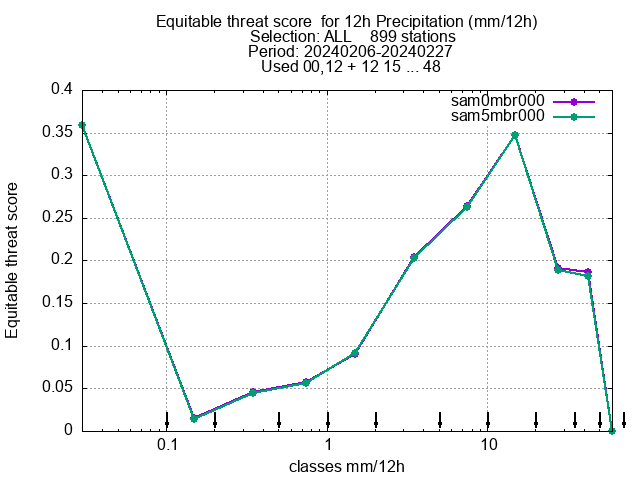 Equitable threat score  for 12h Precipitation (mm/12h)
Selection: ALL    899 stations
Period: 20240206-20240227
Used 00,12 + 12 15 ... 48
sam0mbr000
sam5mbr000
Equitable threat score
0.4
0.35
0.3
0.25
0.2
0.15
0.1
0.05
0
0.1
1
10
classes mm/12h